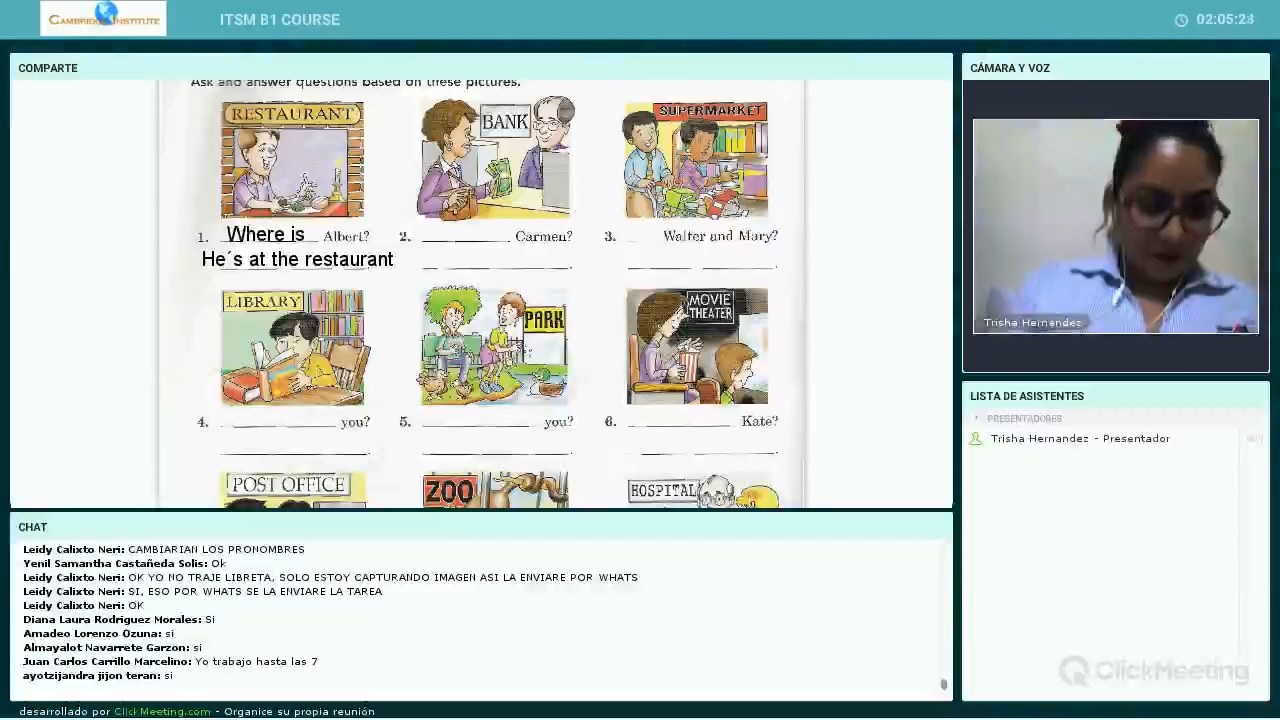 CAMBRIDGE INSTITUTE
ITSM B1 COURSE
02:05:23
COMPARTE
Ask and answer questions based on these pictures.
RESTAURANT
BANK
SUPERMARKET
1. Where is Albert?
He´s at the restaurant
2. __________ Carmen?
3. __________ Walter and Mary?
LIBRARY
PARK
MOVIE
THEATER
4. __________ you?
5. __________ you?
6. __________ Kate?
POST OFFICE
ZOO
HOSPITAL
CÁMARA Y VOZ
Trisha Hernandez
LISTA DE ASISTENTES
PRESENTADORES
Trisha Hernandez - Presentador
ClickMeeting
CHAT
Leidy Calixto Neri: CAMBIARIAN LOS PRONOMBRES
Yenil Samantha Castañeda Solis: Ok
Leidy Calixto Neri: OK YO NO TRAJE LIBRETA, SOLO ESTOY CAPTURANDO IMAGEN ASI LA ENVIARE POR WHATS
Leidy Calixto Neri: SI, ESO POR WHATS SE LA ENVIARE LA TAREA
Leidy Calixto Neri: OK
Diana Laura Rodriguez Morales: Si
Amadeo Lorenzo Ozuna: si
Almayalot Navarrete Garzon: si
Juan Carlos Carrillo Marcelino: Yo trabajo hasta las 7
ayotzijandra jijon teran: si
desarrollado por ClickMeeting.com - Organice su propia reunión